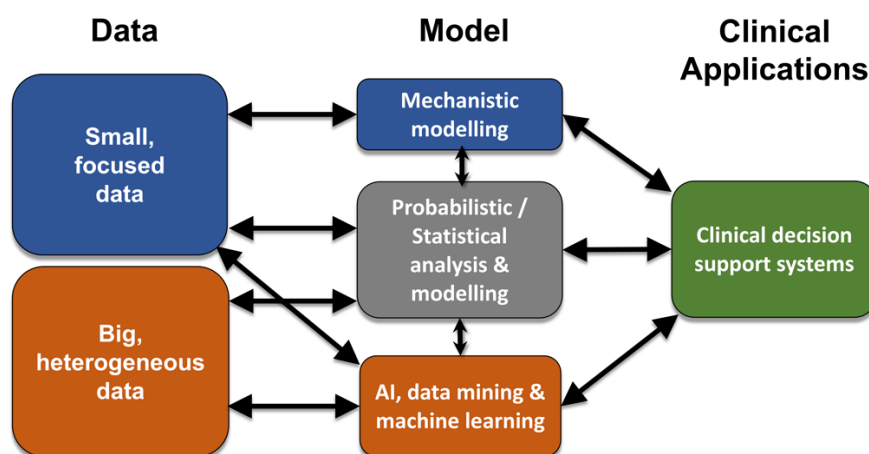 Data
Model
Clinical
Applications
Small,
focused
data
Big,
heterogeneous
data
Mechanistic
modelling
Probabilistic /
Statistical
analysis &
modelling
AI, data mining &
machine learning
Clinical decision
support systems